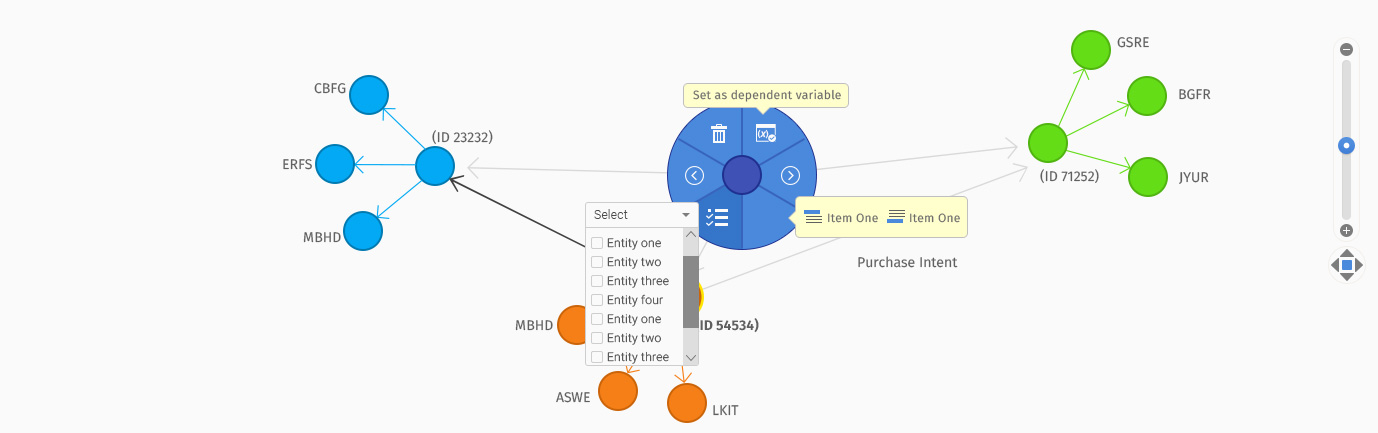 GSRE
CBFG
Set as dependent variable
BGFR
(ID 23232)
ERFS
(ID 71252)
JYUR
Select
Item One
Item One
MBHD
Entity one
Entity two
Entity three
Entity four
Entity one
Entity two
Entity three
Purchase Intent
MBHD
ID 54534)
ASWE
LKIT
(x)